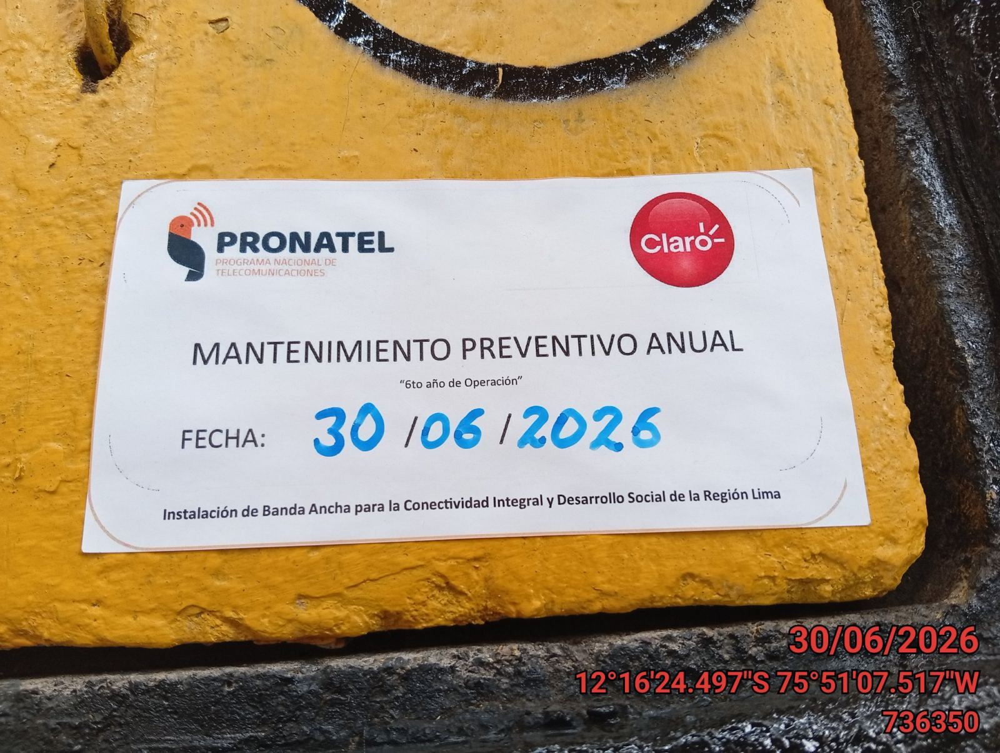 PRONATEL
PROGRAMA NACIONAL DE
TELECOMUNICACIONES
Claro
MANTENIMIENTO PREVENTIVO ANUAL
“6to año de Operación”
FECHA: 30 / 06 / 2026
Instalación de Banda Ancha para la Conectividad Integral y Desarrollo Social de la Región Lima
30/06/2026
12°16'24.497"S 75°51'07.517"W
736350